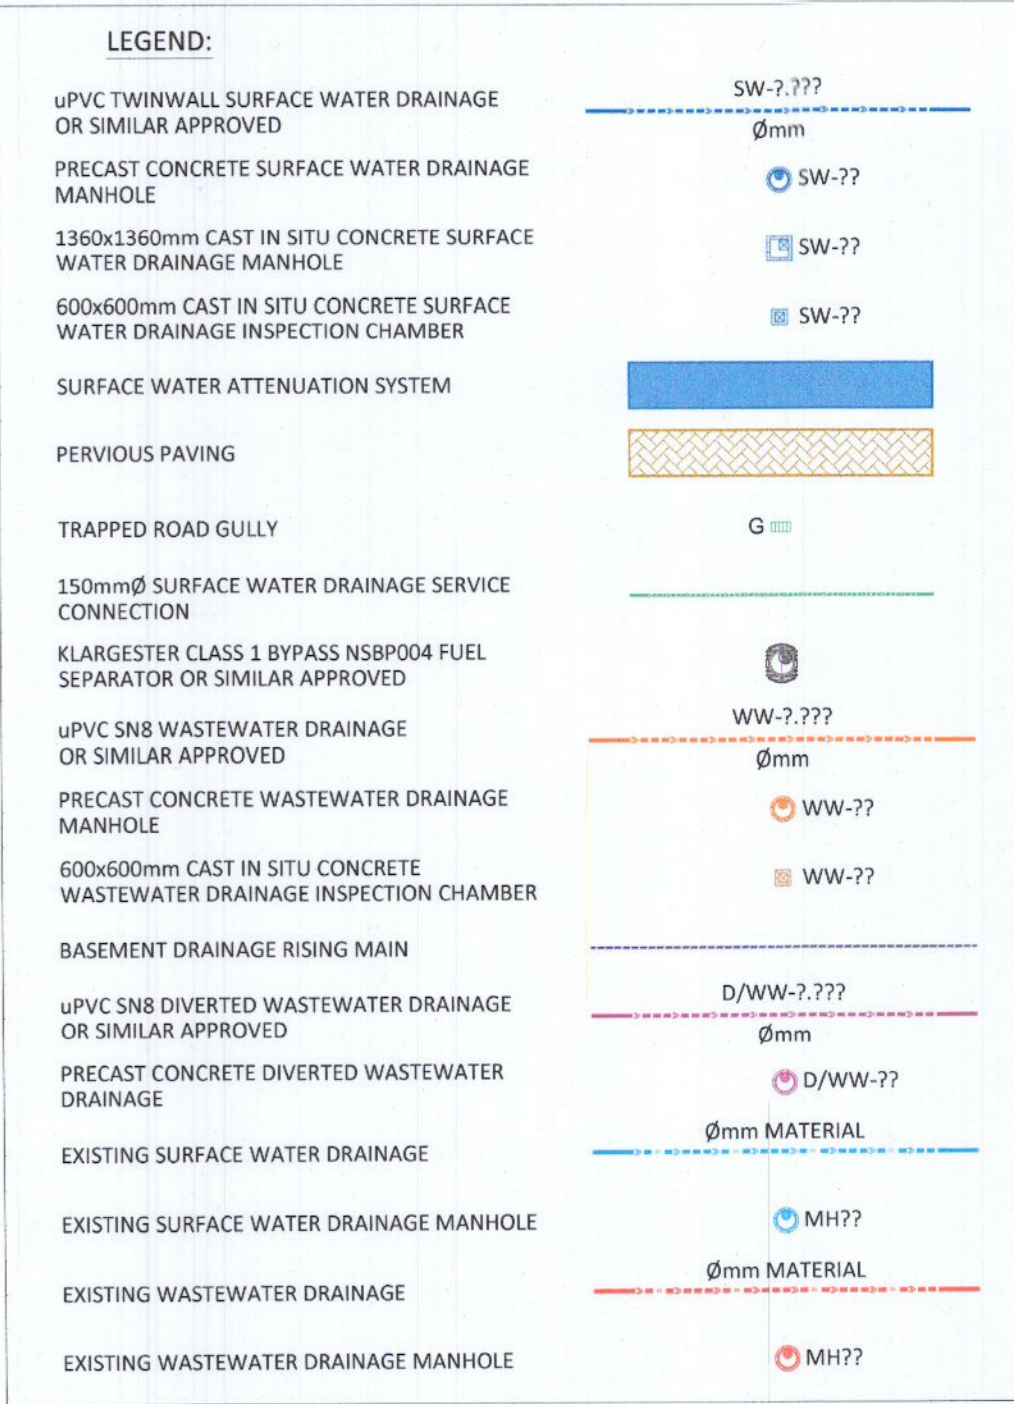 LEGEND:
uPVC TWINWALL SURFACE WATER DRAINAGE
OR SIMILAR APPROVED
SW-?.???
Ømm
PRECAST CONCRETE SURFACE WATER DRAINAGE
MANHOLE
SW-??
1360x1360mm CAST IN SITU CONCRETE SURFACE
WATER DRAINAGE MANHOLE
SW-??
600x600mm CAST IN SITU CONCRETE SURFACE
WATER DRAINAGE INSPECTION CHAMBER
SW-??
SURFACE WATER ATTENUATION SYSTEM
PERVIOUS PAVING
TRAPPED ROAD GULLY
G
150mmØ SURFACE WATER DRAINAGE SERVICE
CONNECTION
KLARGESTER CLASS 1 BYPASS NSBP004 FUEL
SEPARATOR OR SIMILAR APPROVED
uPVC SN8 WASTEWATER DRAINAGE
OR SIMILAR APPROVED
WW-?.???
Ømm
PRECAST CONCRETE WASTEWATER DRAINAGE
MANHOLE
WW-??
600x600mm CAST IN SITU CONCRETE
WASTEWATER DRAINAGE INSPECTION CHAMBER
WW-??
BASEMENT DRAINAGE RISING MAIN
uPVC SN8 DIVERTED WASTEWATER DRAINAGE
OR SIMILAR APPROVED
D/WW-?.???
Ømm
PRECAST CONCRETE DIVERTED WASTEWATER
DRAINAGE
D/WW-??
EXISTING SURFACE WATER DRAINAGE
Ømm MATERIAL
EXISTING SURFACE WATER DRAINAGE MANHOLE
MH??
EXISTING WASTEWATER DRAINAGE
Ømm MATERIAL
EXISTING WASTEWATER DRAINAGE MANHOLE
MH??